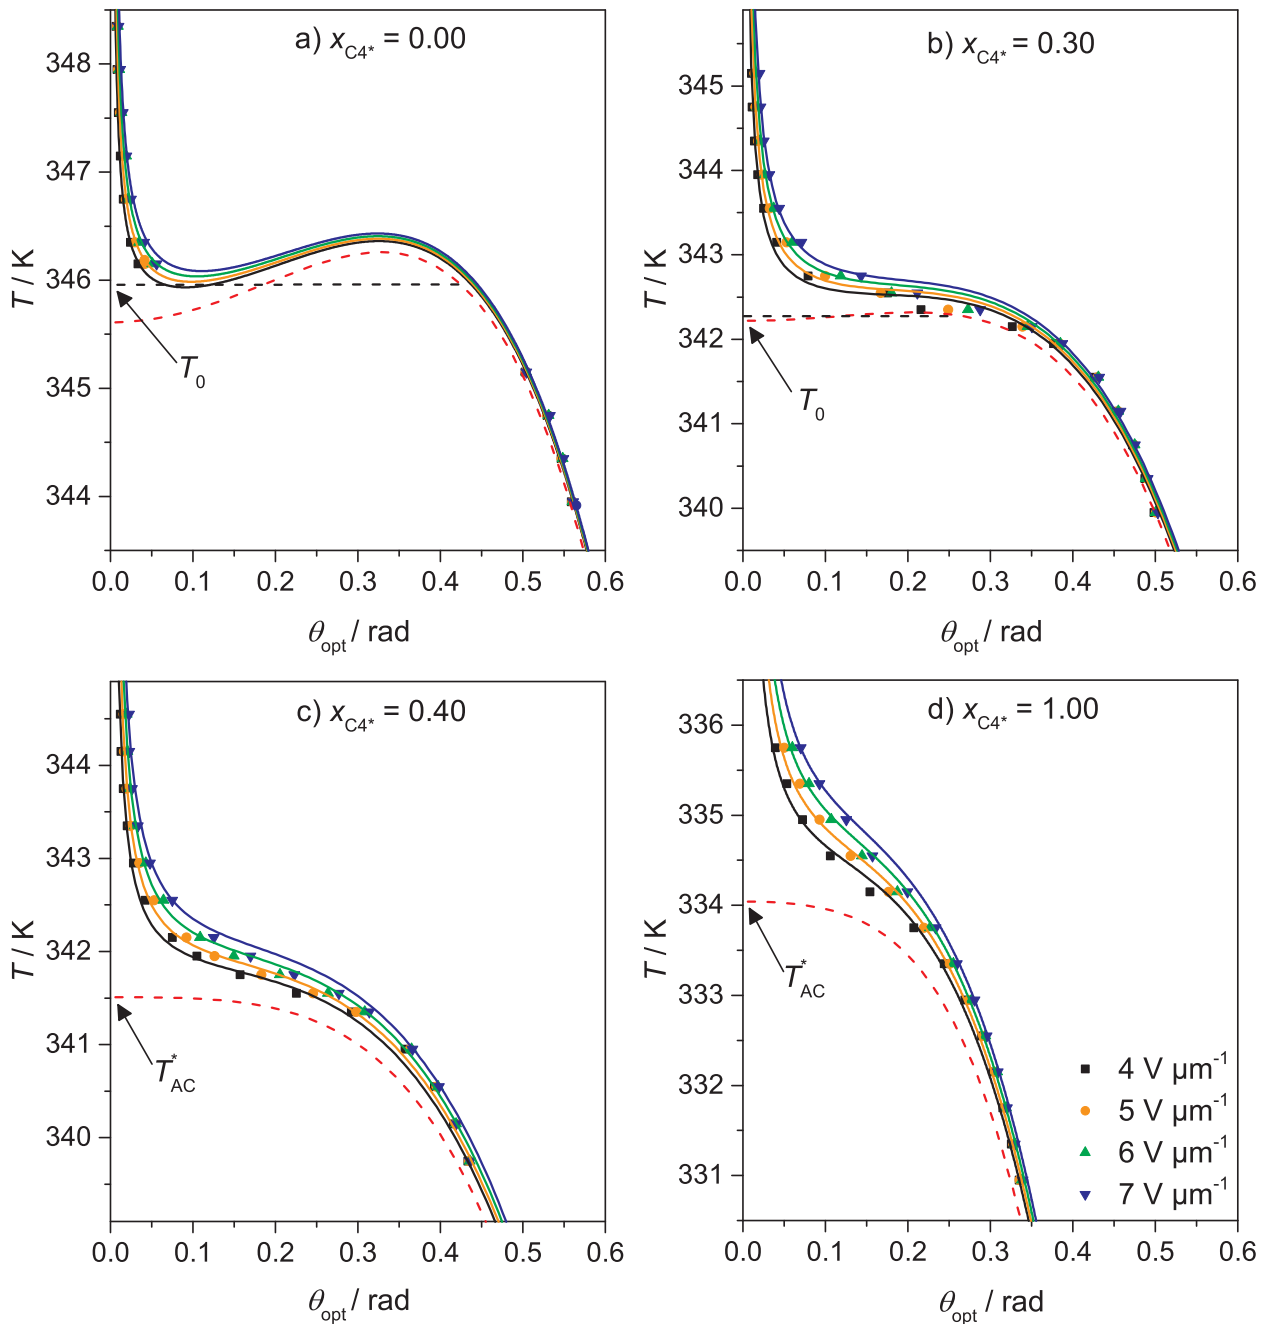 a) xC4* = 0.00
348
347
346
345
344
T / K
T0
0.0 0.1 0.2 0.3 0.4 0.5 0.6
θopt / rad
b) xC4* = 0.30
345
344
343
342
341
340
T / K
T0
0.0 0.1 0.2 0.3 0.4 0.5 0.6
θopt / rad
c) xC4* = 0.40
344
343
342
341
340
T / K
T*AC
0.0 0.1 0.2 0.3 0.4 0.5 0.6
θopt / rad
d) xC4* = 1.00
336
335
334
333
332
331
T / K
T*AC
4 V µm-1
5 V µm-1
6 V µm-1
7 V µm-1
0.0 0.1 0.2 0.3 0.4 0.5 0.6
θopt / rad